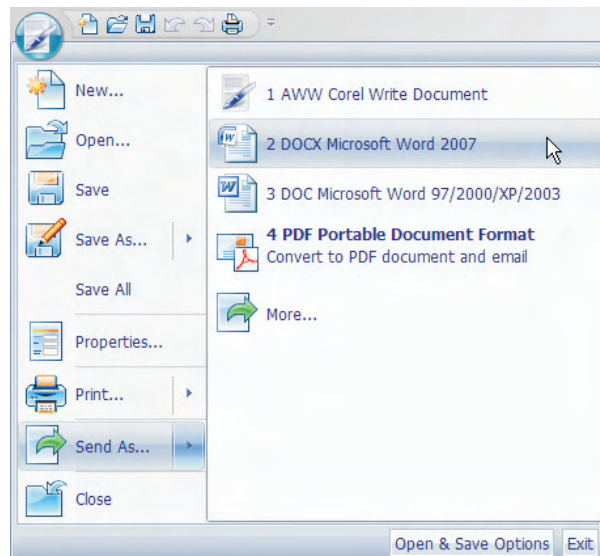 New...
Open...
Save
Save As...
Save All
Properties...
Print...
Send As...
Close
1 AWW Corel Write Document
2 DOCX Microsoft Word 2007
3 DOC Microsoft Word 97/2000/XP/2003
4 PDF Portable Document Format
Convert to PDF document and email
More...
Open & Save Options
Exit